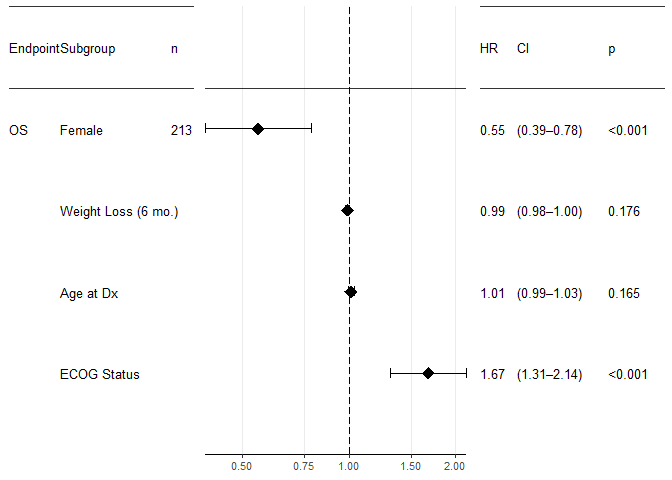 EndpointSubgroup n HR CI p
OS Female 213 0.55 (0.39–0.78) <0.001
Weight Loss (6 mo.) 0.99 (0.98–1.00) 0.176
Age at Dx 1.01 (0.99–1.03) 0.165
ECOG Status 1.67 (1.31–2.14) <0.001
0.50 0.75 1.00 1.50 2.00